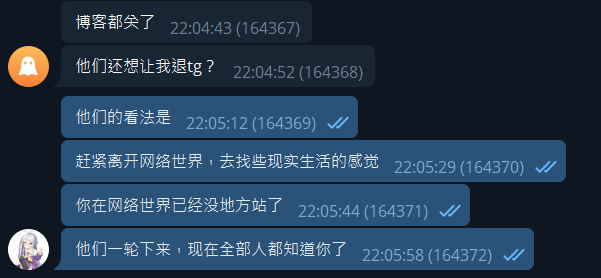 博客都关了 22:04:43 (164367)
他们还想让我退tg？ 22:04:52 (164368)
他们的看法是 22:05:12 (164369)
赶紧离开网络世界，去找些现实生活的感觉 22:05:29 (164370)
你在网络世界已经没地方站了 22:05:44 (164371)
他们一轮下来，现在全部人都知道你了 22:05:58 (164372)